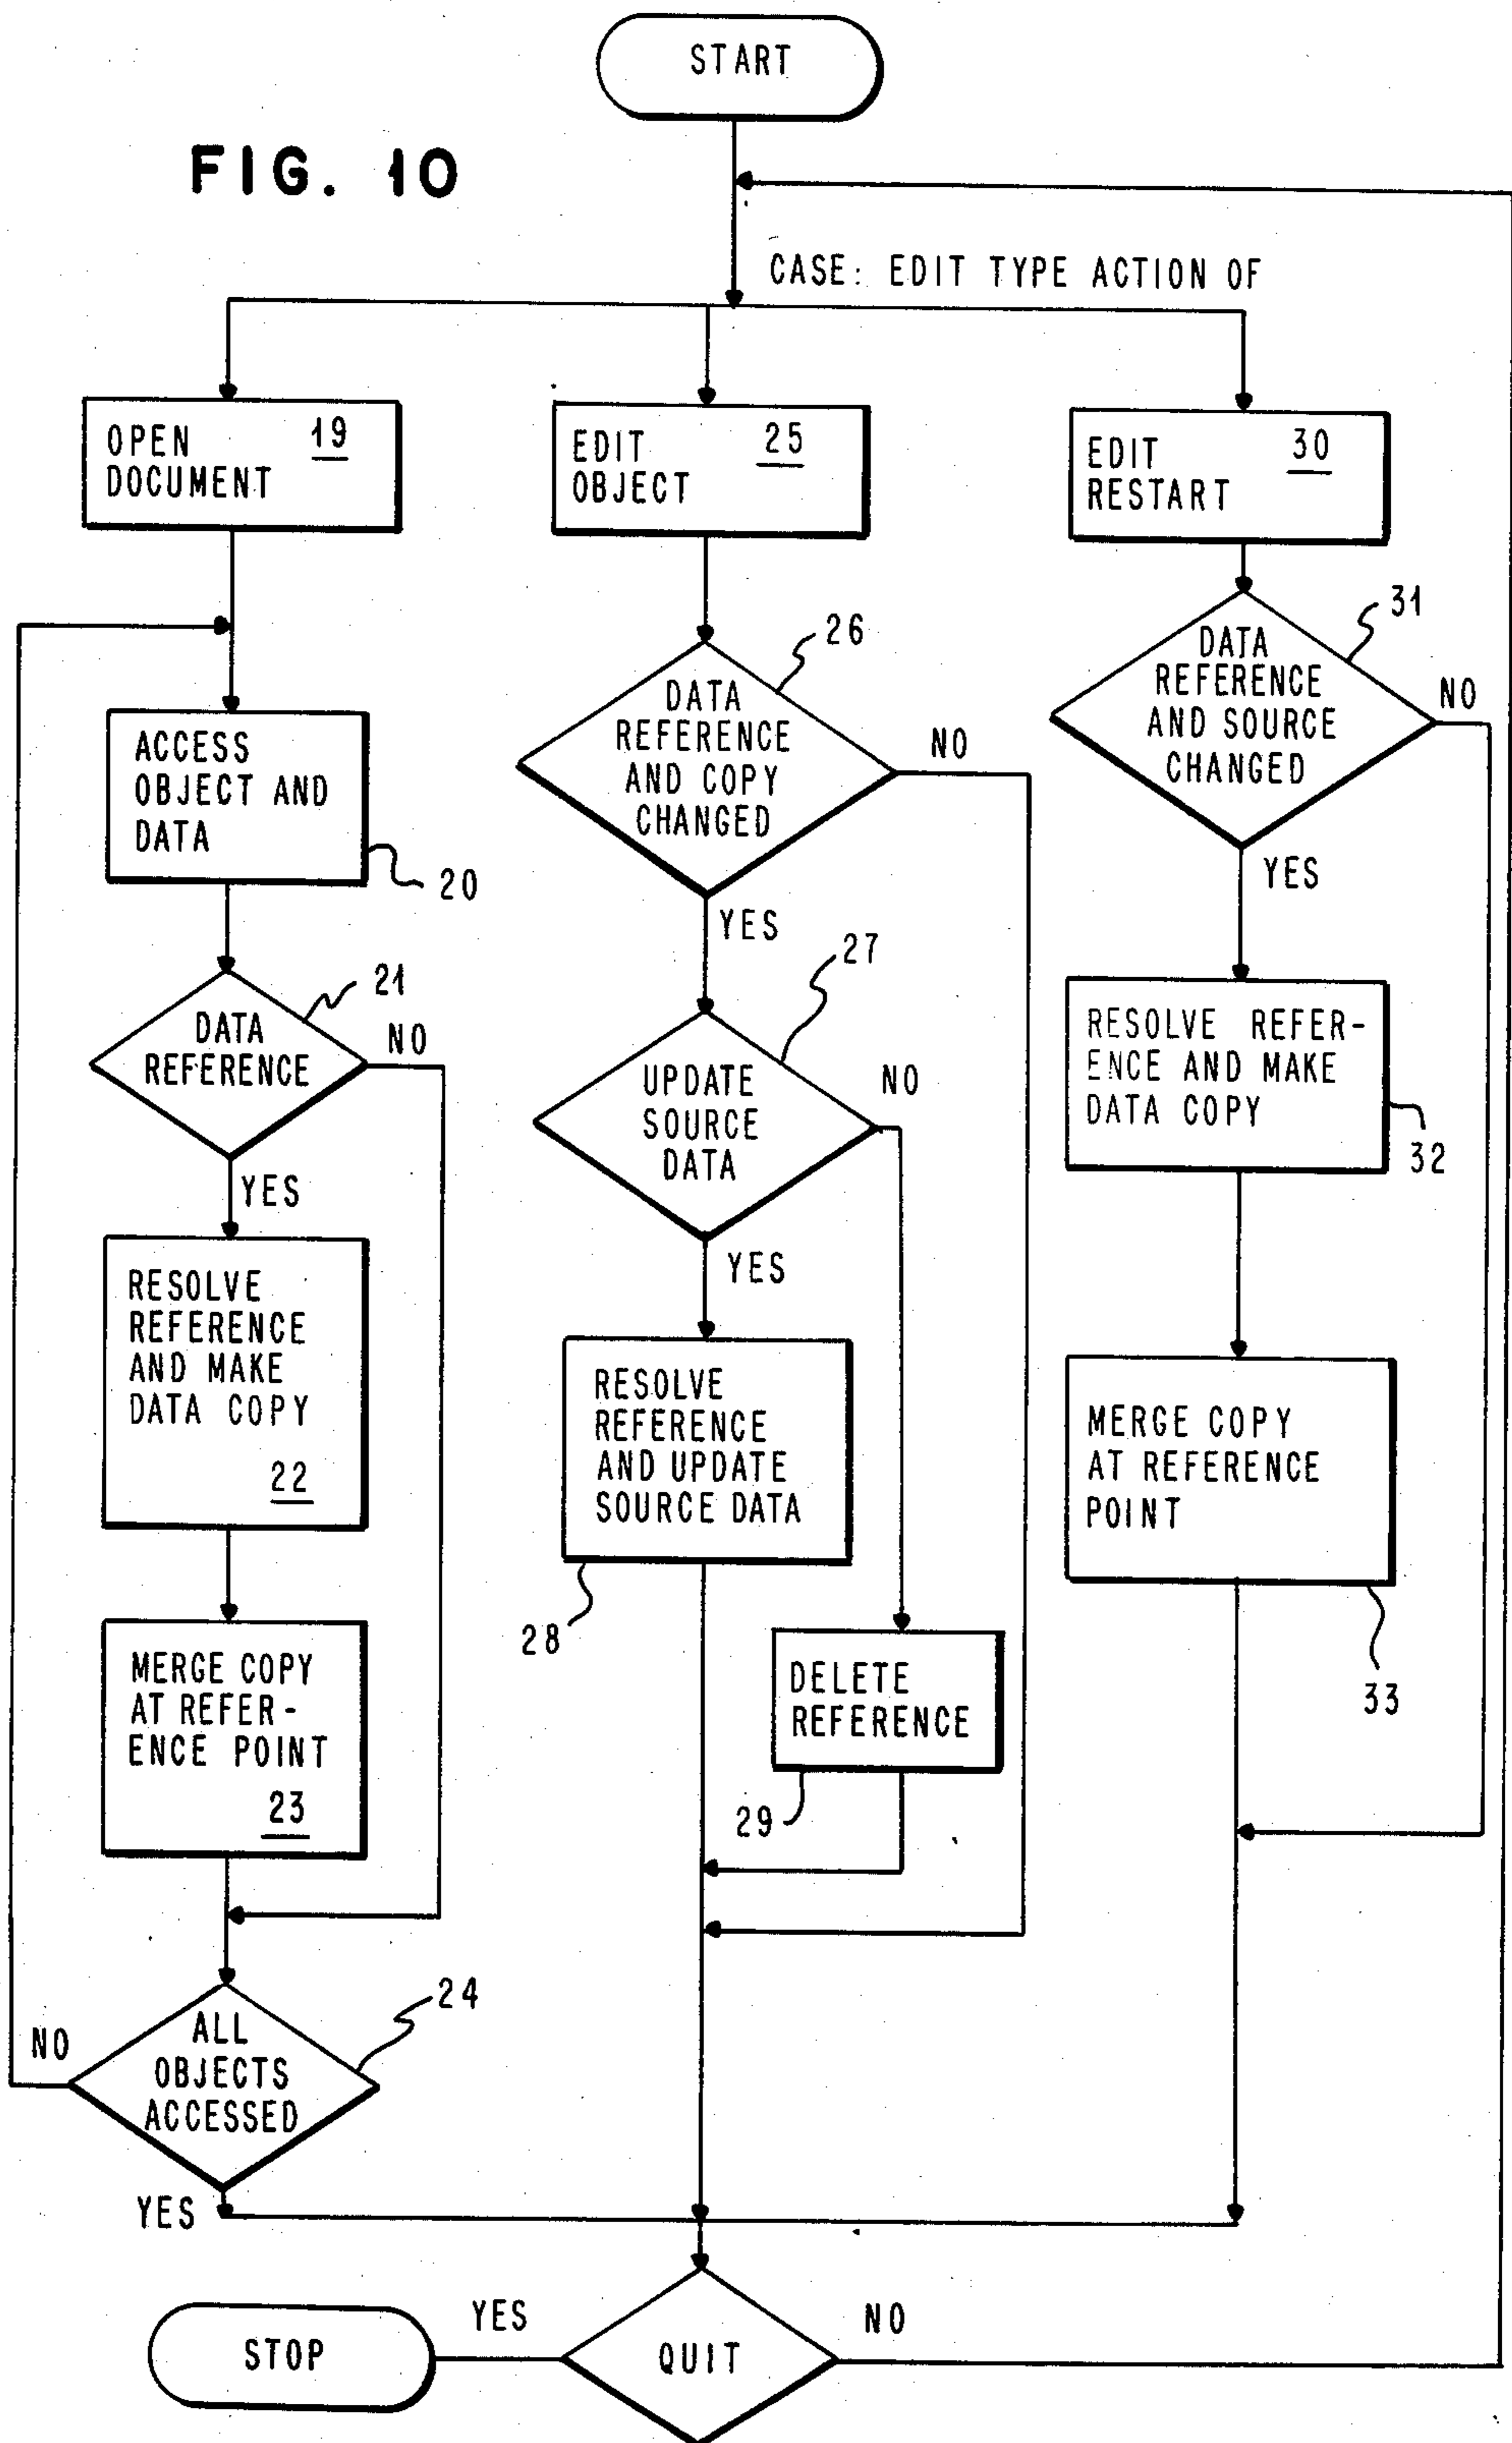 START
FIG. 10
CASE: EDIT TYPE ACTION OF
OPEN
DOCUMENT
19
ACCESS
OBJECT AND
DATA
20
DATA
REFERENCE
21
NO
YES
RESOLVE
REFERENCE
AND MAKE
DATA COPY
22
MERGE COPY
AT REFER-
ENCE POINT
23
ALL
OBJECTS
ACCESSED
24
NO
YES
EDIT
OBJECT
25
DATA
REFERENCE
AND COPY
CHANGED
26
NO
YES
UPDATE
SOURCE
DATA
27
NO
YES
RESOLVE
REFERENCE
AND UPDATE
SOURCE DATA
28
DELETE
REFERENCE
29
EDIT
RESTART
30
DATA
REFERENCE
AND SOURCE
CHANGED
31
NO
YES
RESOLVE REFER-
ENCE AND MAKE
DATA COPY
32
MERGE COPY
AT REFERENCE
POINT
33
QUIT
YES
NO
STOP